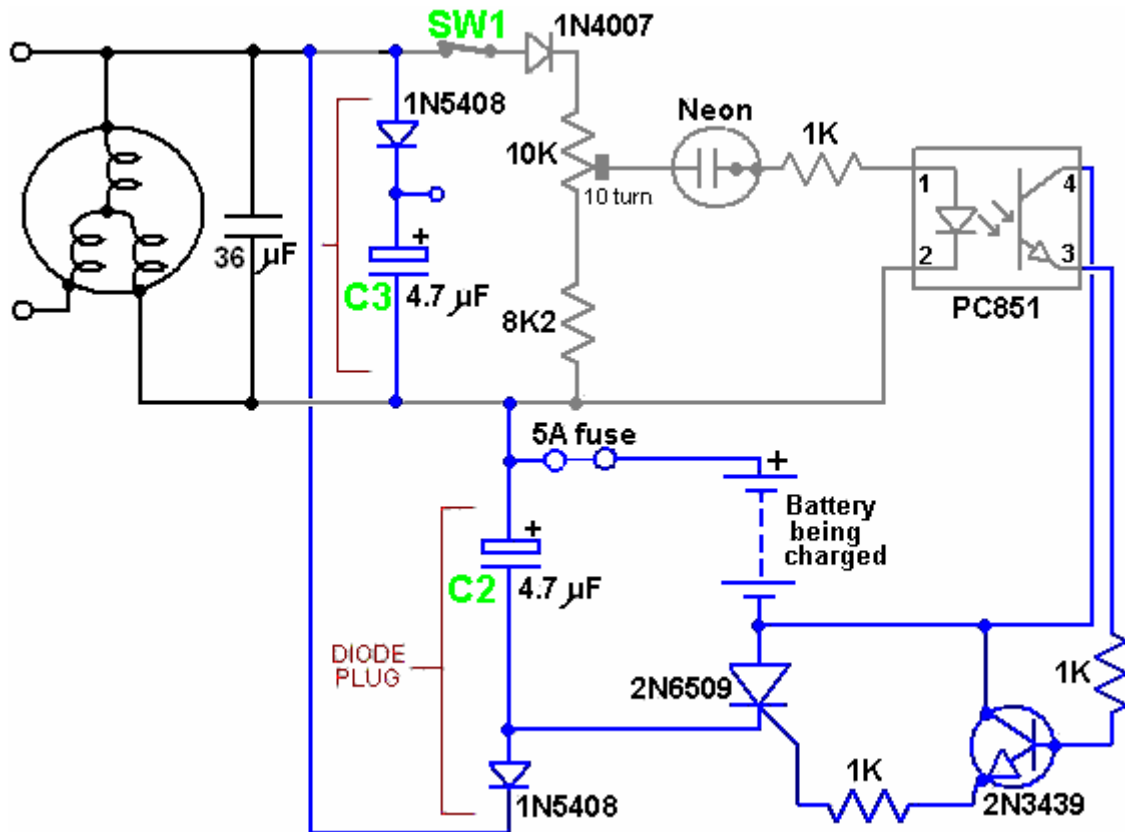 SW1
1N4007
1N5408
Neon
1K
10K
10 turn
1
4
36 µF
+
2
3
C3
4.7 µF
8K2
PC851
5A fuse
+
Battery
being
charged
+
C2
4.7 µF
DIODE
PLUG
2N6509
1K
1K
1N5408
2N3439